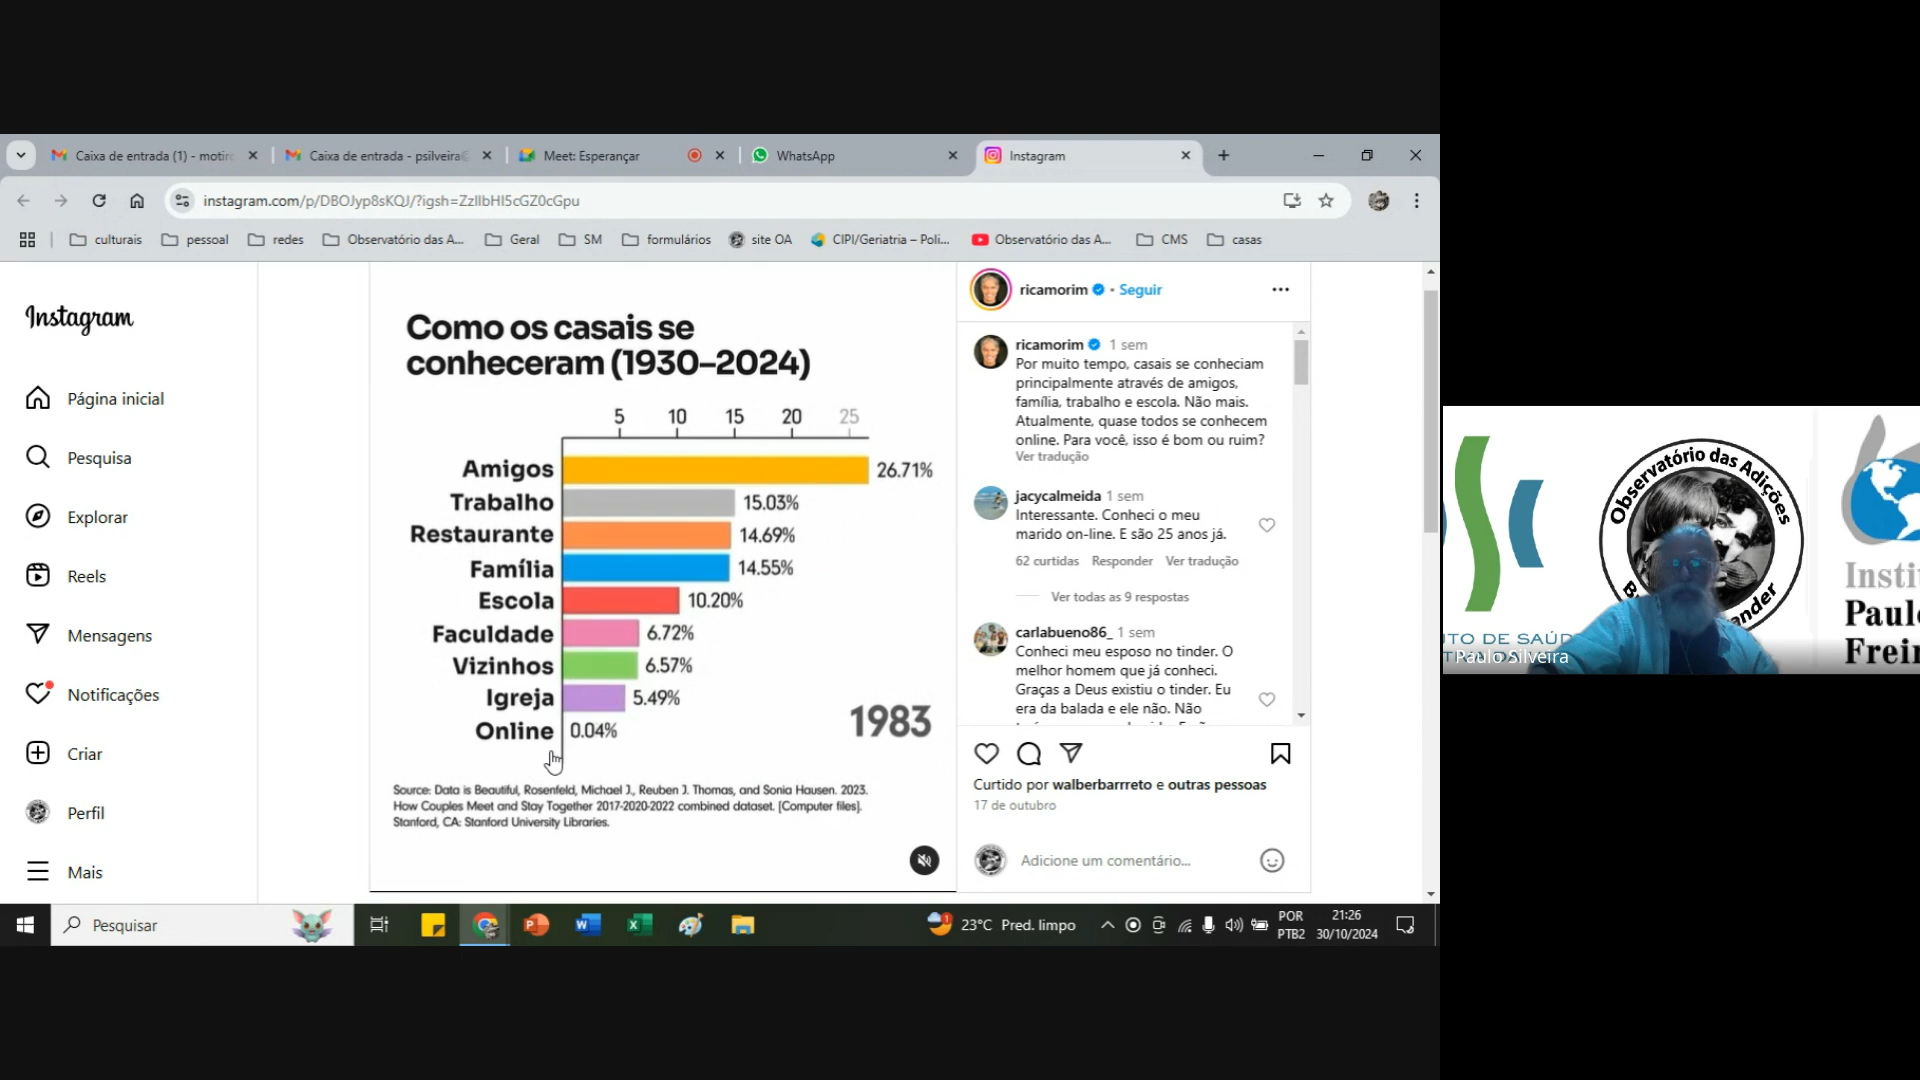 Caixa de entrada (1) - motiro
Caixa de entrada - psilveira@
Meet: Esperançar
WhatsApp
Instagram
instagram.com/p/DBOJyp8sKQJ/?igsh=ZzllbHl5cGZ0cGpu
culturais
pessoal
redes
Observatório das A...
Geral
SM
formulários
site OA
CIPI/Geriatria – Poli...
Observatório das A...
CMS
casas
Instagram
Página inicial
Pesquisa
Explorar
Reels
Mensagens
Notificações
Criar
Perfil
Mais
Como os casais se
conheceram (1930–2024)
5 10 15 20 25
Amigos 26.71%
Trabalho 15.03%
Restaurante 14.69%
Família 14.55%
Escola 10.20%
Faculdade 6.72%
Vizinhos 6.57%
Igreja 5.49%
Online 0.04%
1983
Source: Data is Beautiful, Rosenfeld, Michael J., Reuben J. Thomas, and Sonia Hausen. 2023.
How Couples Meet and Stay Together 2017-2020-2022 combined dataset. [Computer files].
Stanford, CA: Stanford University Libraries.
ricamorim • Seguir
ricamorim 1 sem
Por muito tempo, casais se conheciam
principalmente através de amigos,
família, trabalho e escola. Não mais.
Atualmente, quase todos se conhecem
online. Para você, isso é bom ou ruim?
Ver tradução
jacycalmeida 1 sem
Interessante. Conheci o meu
marido on-line. E são 25 anos já.
62 curtidas Responder Ver tradução
Ver todas as 9 respostas
carlabueno86_ 1 sem
Conheci meu esposo no tinder. O
melhor homem que já conheci.
Graças a Deus existiu o tinder. Eu
era da balada e ele não. Não
Curtido por walberbarrreto e outras pessoas
17 de outubro
Adicione um comentário...
Pesquisar
23°C Pred. limpo
POR
PTB2
21:26
30/10/2024
Observatório das Adições
ander
UTO DE SAÚD
Paulo Silveira
Insti
Paul
Freir